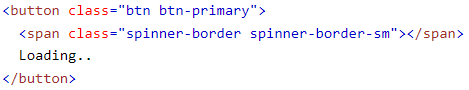 <button class="btn btn-primary">
  <span class="spinner-border spinner-border-sm"></span>
  Loading..
</button>